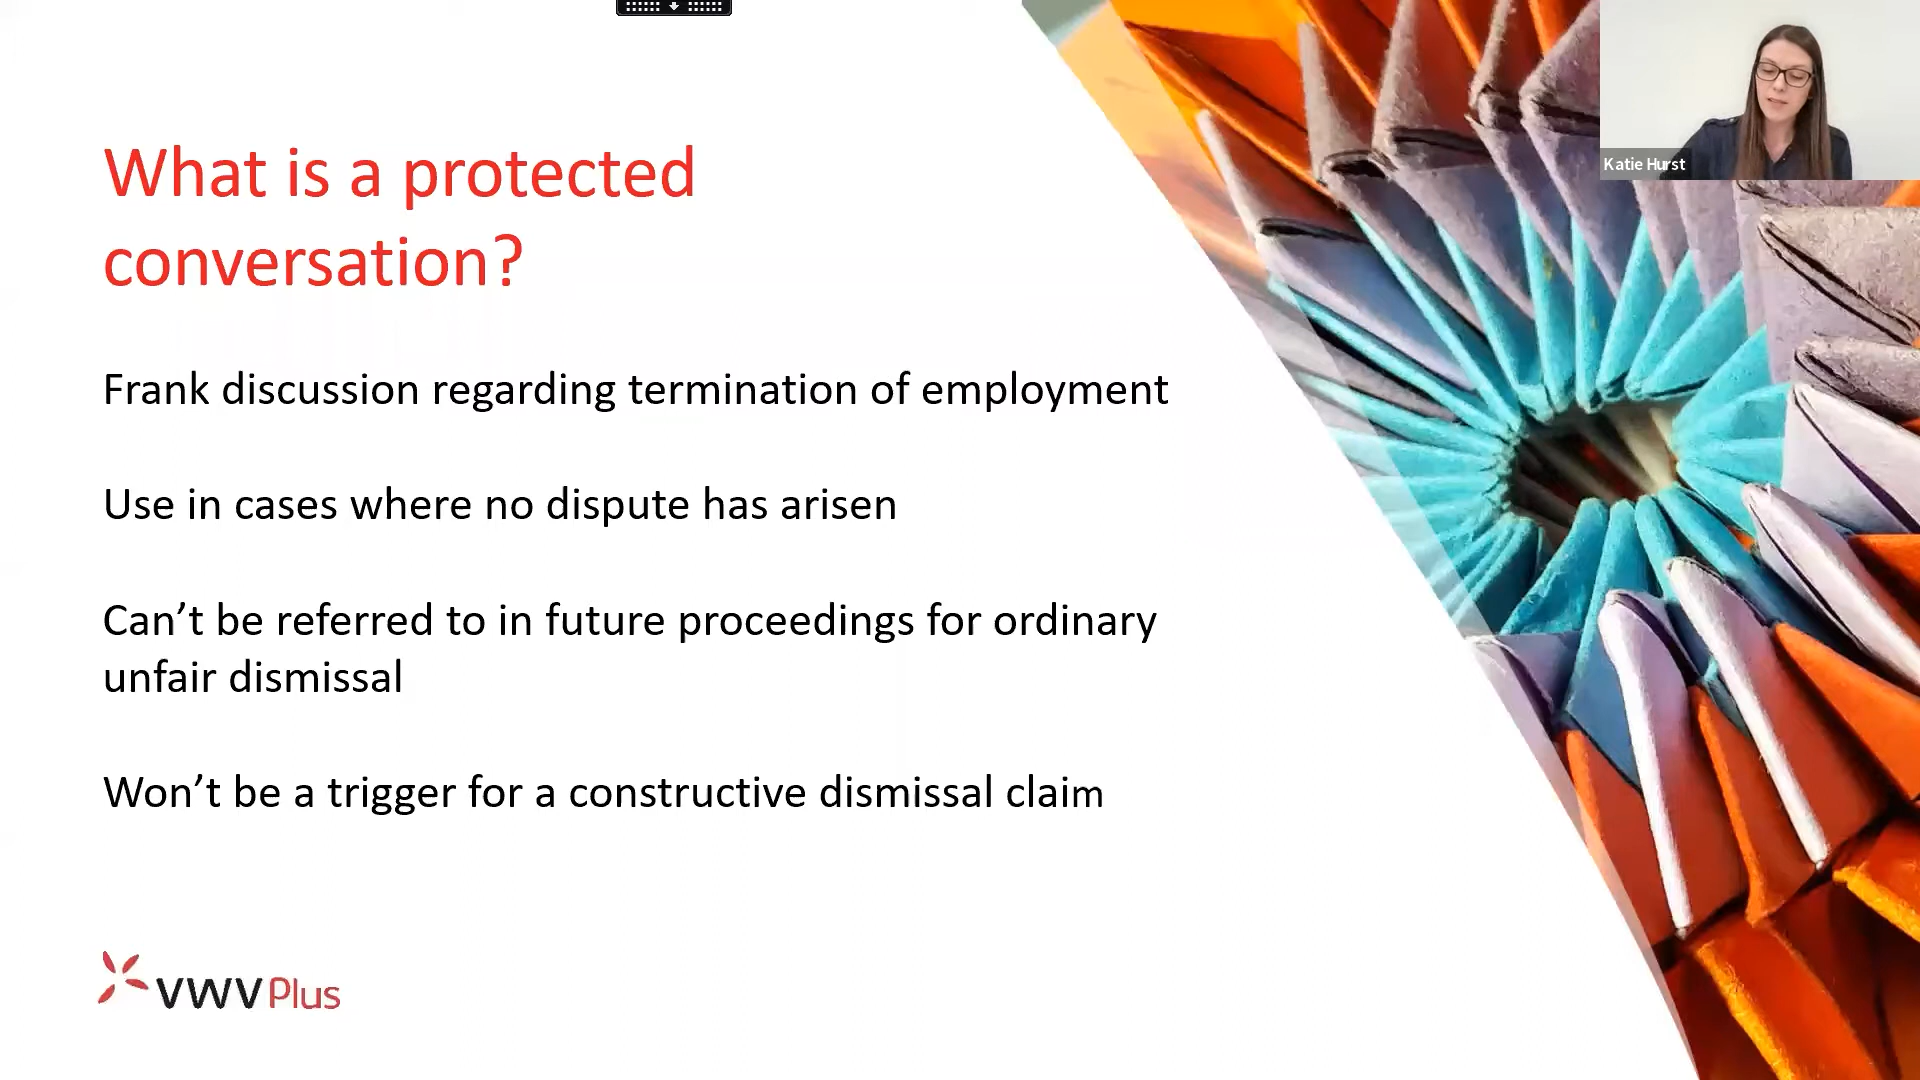 What is a protected
conversation?
Frank discussion regarding termination of employment
Use in cases where no dispute has arisen
Can’t be referred to in future proceedings for ordinary
unfair dismissal
Won’t be a trigger for a constructive dismissal claim
VWV Plus
Katie Hurst